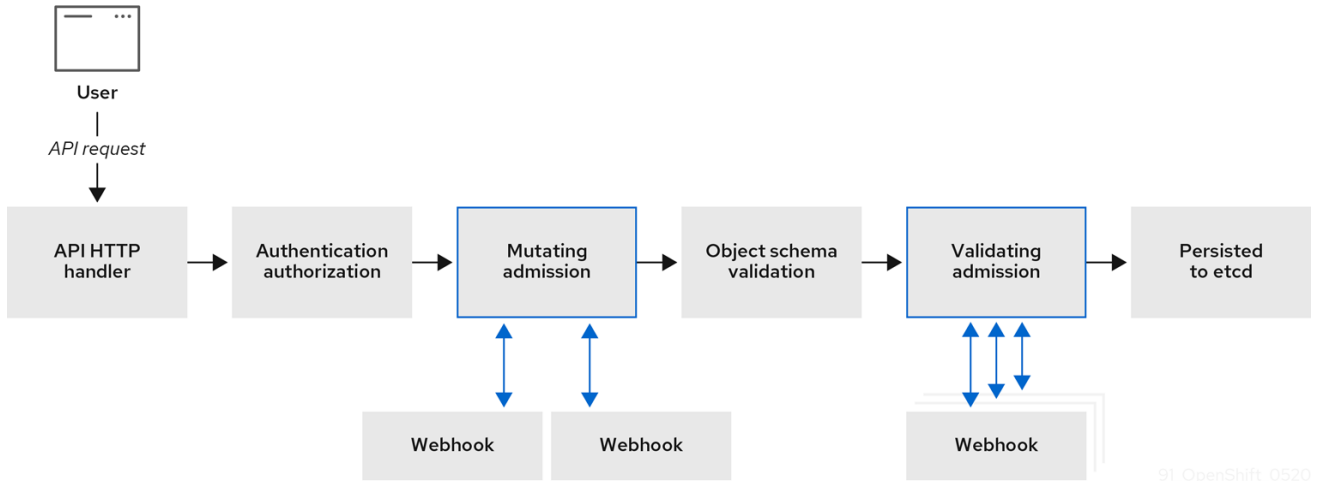 User
API request
API HTTP
handler
Authentication
authorization
Mutating
admission
Object schema
validation
Validating
admission
Persisted
to etcd
Webhook
Webhook
Webhook
91 OpenShift 0520